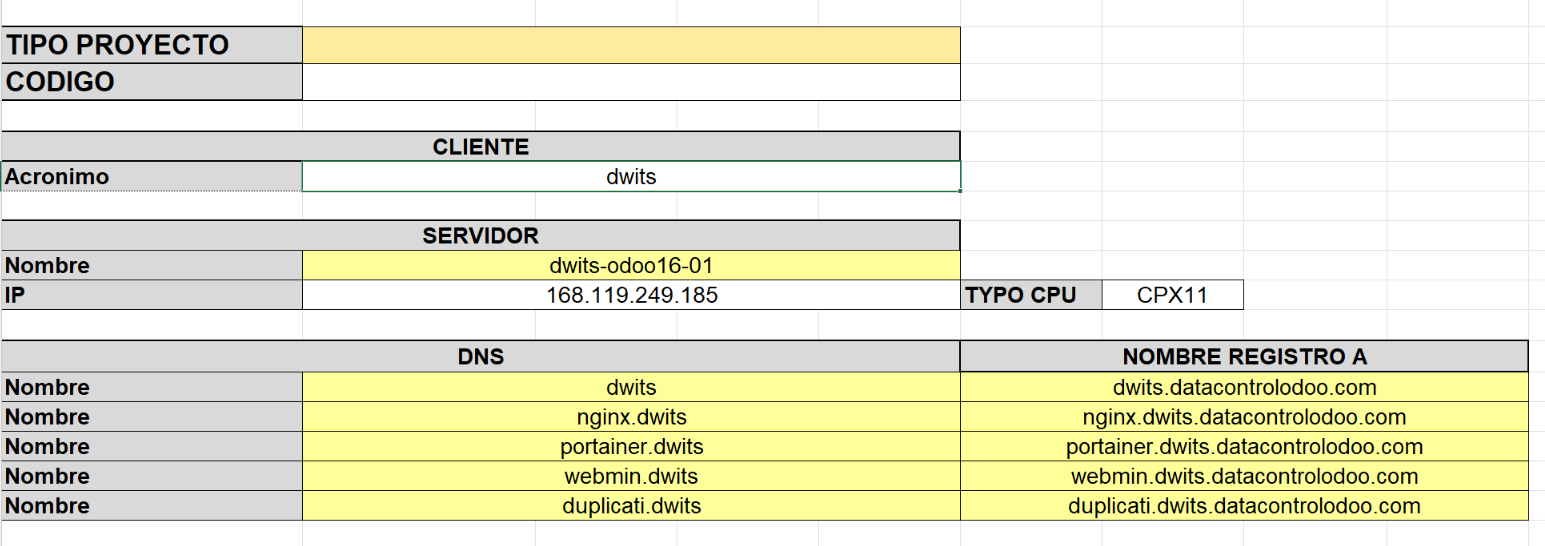 TIPO PROYECTO
CODIGO
CLIENTE
Acronimo dwits
SERVIDOR
Nombre dwits-odoo16-01
IP 168.119.249.185 TYPO CPU CPX11
DNS NOMBRE REGISTRO A
Nombre dwits dwits.datacontrolodoo.com
Nombre nginx.dwits nginx.dwits.datacontrolodoo.com
Nombre portainer.dwits portainer.dwits.datacontrolodoo.com
Nombre webmin.dwits webmin.dwits.datacontrolodoo.com
Nombre duplicati.dwits duplicati.dwits.datacontrolodoo.com